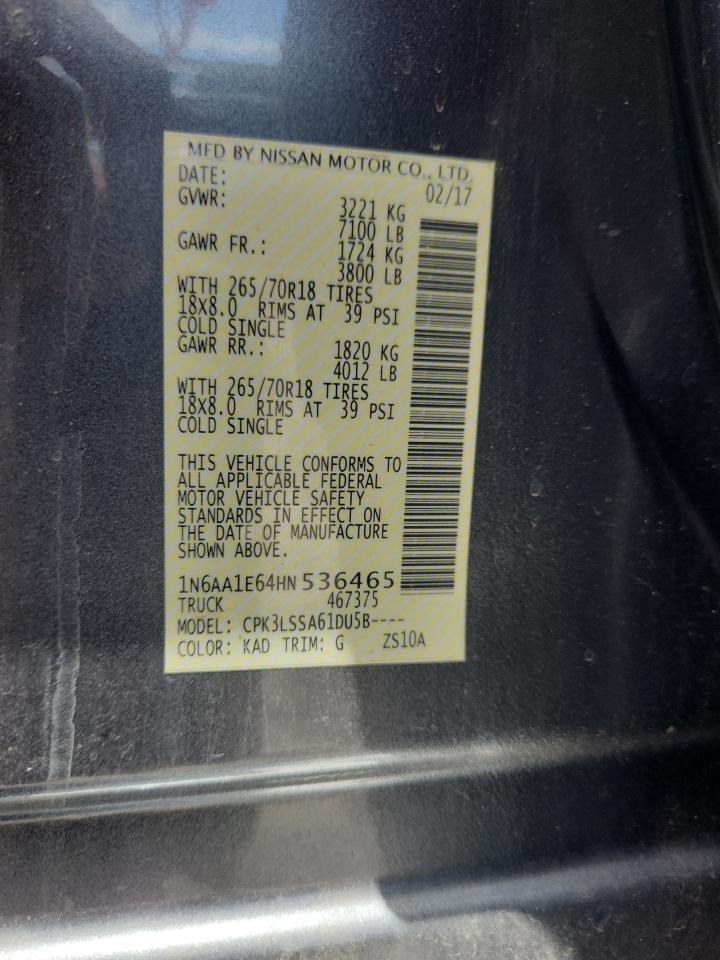 MFD BY NISSAN MOTOR CO., LTD.
DATE: 02/17
GVWR: 3221 KG
7100 LB
GAWR FR.: 1724 KG
3800 LB
WITH 265/70R18 TIRES
18X8.0 RIMS AT 39 PSI
COLD SINGLE
GAWR RR.: 1820 KG
4012 LB
WITH 265/70R18 TIRES
18X8.0 RIMS AT 39 PSI
COLD SINGLE
THIS VEHICLE CONFORMS TO
ALL APPLICABLE FEDERAL
MOTOR VEHICLE SAFETY
STANDARDS IN EFFECT ON
THE DATE OF MANUFACTURE
SHOWN ABOVE.
1N6AA1E64HN536465
TRUCK 467375
MODEL: CPK3LSSA61DU5B----
COLOR: KAD TRIM: G ZS10A